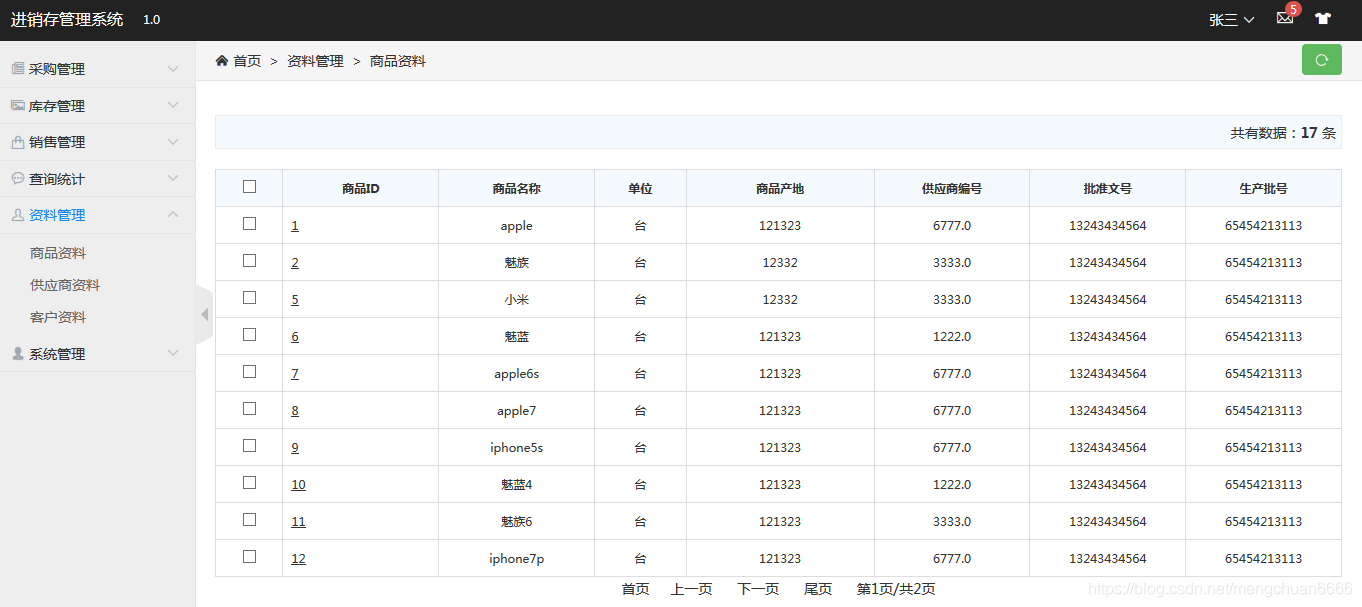 进销存管理系统 1.0 张三 5
采购管理
库存管理
销售管理
查询统计
资料管理
商品资料
供应商资料
客户资料
系统管理
首页 > 资料管理 > 商品资料
共有数据：17 条
商品ID 商品名称 单位 商品产地 供应商编号 批准文号 生产批号
1 apple 台 121323 6777.0 13243434564 65454213113
2 魅族 台 12332 3333.0 13243434564 65454213113
5 小米 台 12332 3333.0 13243434564 65454213113
6 魅蓝 台 121323 1222.0 13243434564 65454213113
7 apple6s 台 121323 6777.0 13243434564 65454213113
8 apple7 台 121323 6777.0 13243434564 65454213113
9 iphone5s 台 121323 6777.0 13243434564 65454213113
10 魅蓝4 台 121323 1222.0 13243434564 65454213113
11 魅族6 台 121323 3333.0 13243434564 65454213113
12 iphone7p 台 121323 6777.0 13243434564 65454213113
首页 上一页 下一页 尾页 第1页/共2页
https://blog.csdn.net/mengchuan6666